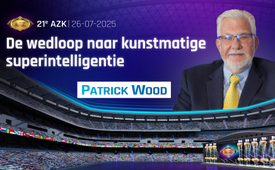 21e AZK | 26-07-2025
De wedloop naar kunstmatige
superintelligentie
PATRICK WOOD